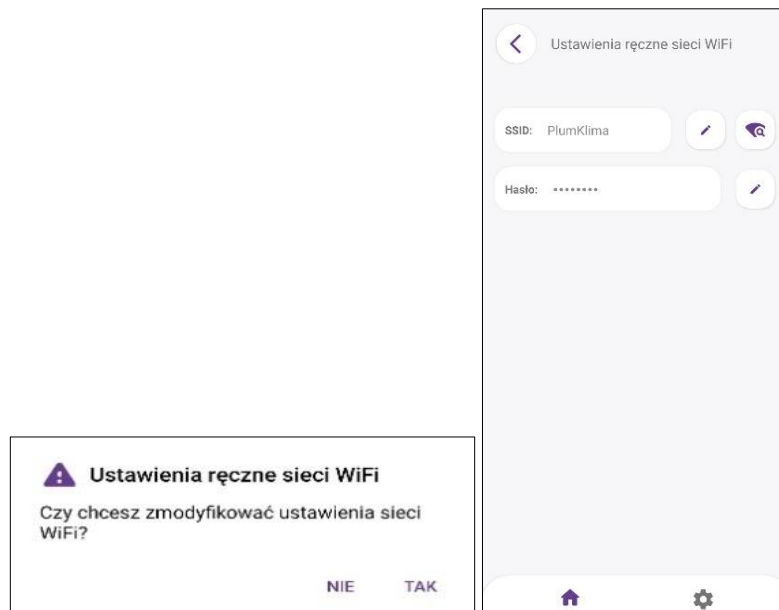 Ustawienia ręczne sieci WiFi
Czy chcesz zmodyfikować ustawienia sieci
WiFi?
NIE TAK
Ustawienia ręczne sieci WiFi
SSID: PlumKlima
Hasło: ••••••••